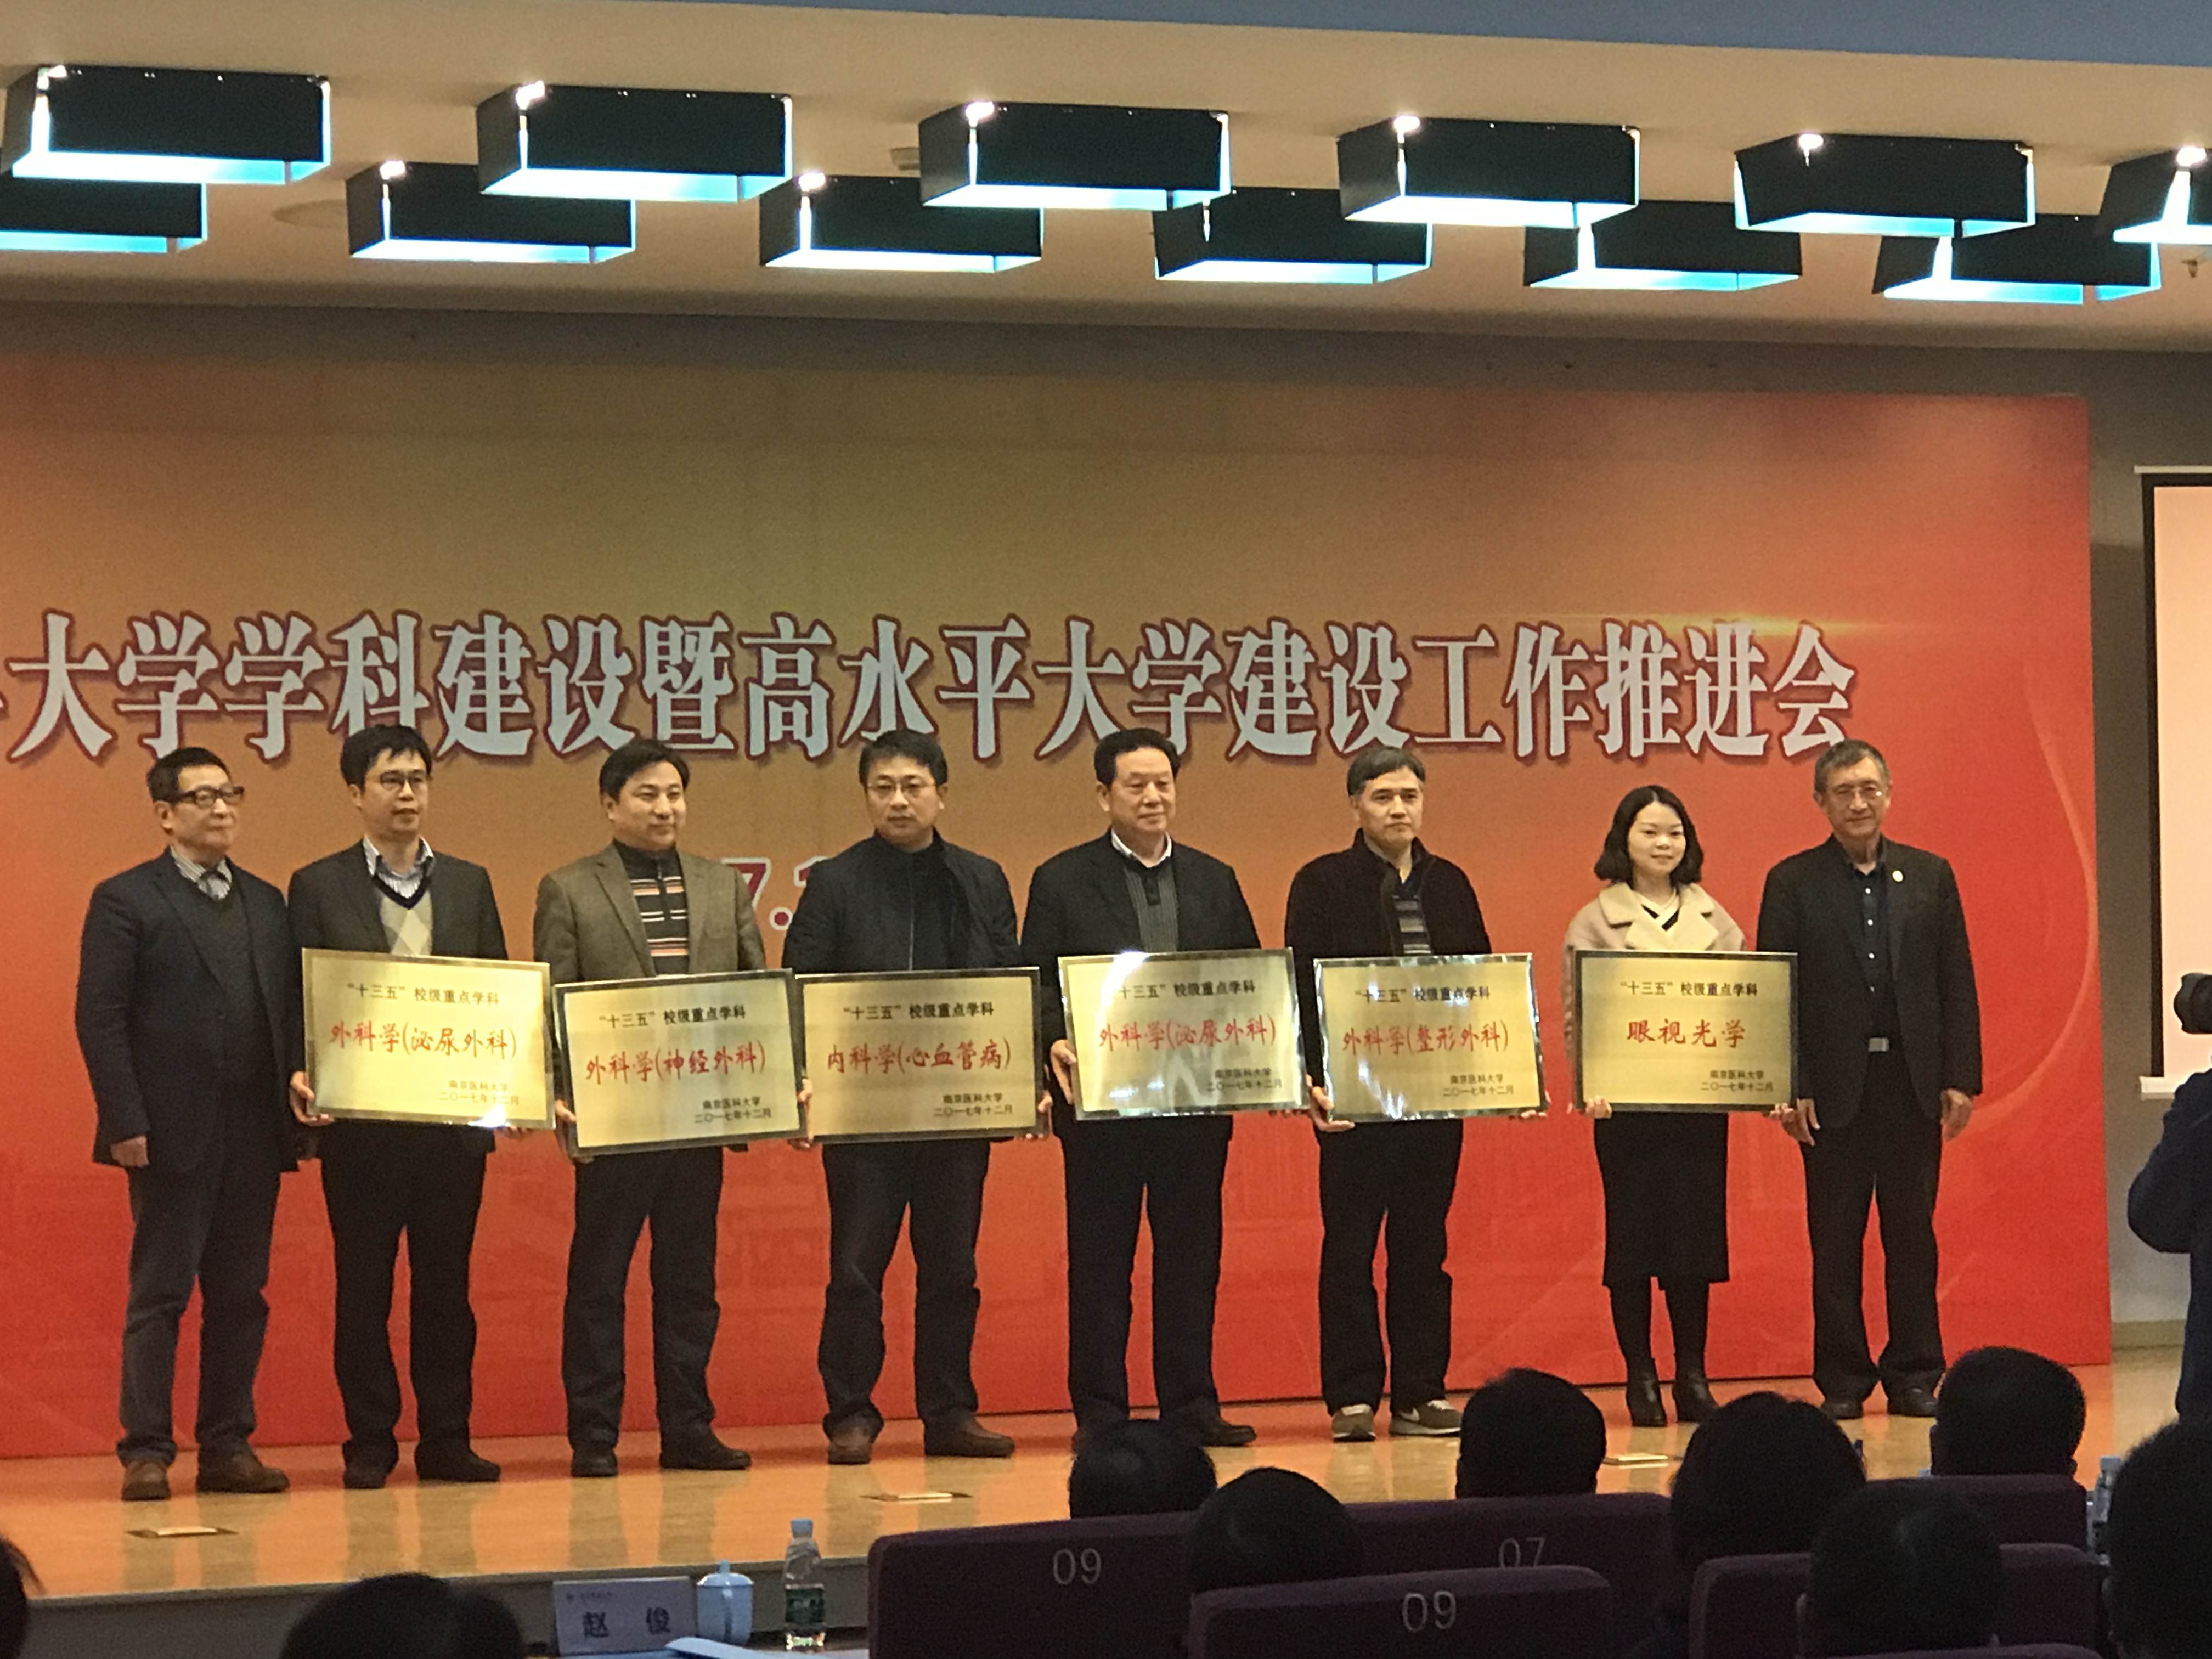 大学学科建设暨高水平大学建设工作推进会
7.1
“十三五”校级重点学科
外科学(泌尿外科)
南京医科大学
二〇一七年十二月
“十三五”校级重点学科
外科学(神经外科)
南京医科大学
二〇一七年十二月
“十三五”校级重点学科
内科学(心血管病)
南京医科大学
二〇一七年十二月
“十三五”校级重点学科
外科学(泌尿外科)
南京医科大学
二〇一七年十二月
“十三五”校级重点学科
外科学(整形外科)
南京医科大学
二〇一七年十二月
“十三五”校级重点学科
眼视光学
南京医科大学
二〇一七年十二月
09
07
09
赵 俊